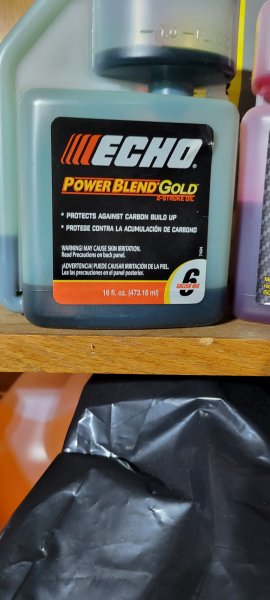 ECHO.
POWER BLEND GOLD
2-STROKE OIL
* PROTECTS AGAINST CARBON BUILD UP
* PROTEGE CONTRA LA ACUMULACIÓN DE CARBONO
WARNING! MAY CAUSE SKIN IRRITATION.
Read Precautions on back panel.
¡ADVERTENCIA! PUEDE CAUSAR IRRITACIÓN DE LA PIEL.
Lea las precauciones en el panel posterior.
16 fl. oz. (473.18 ml)
6
GALLON MIX